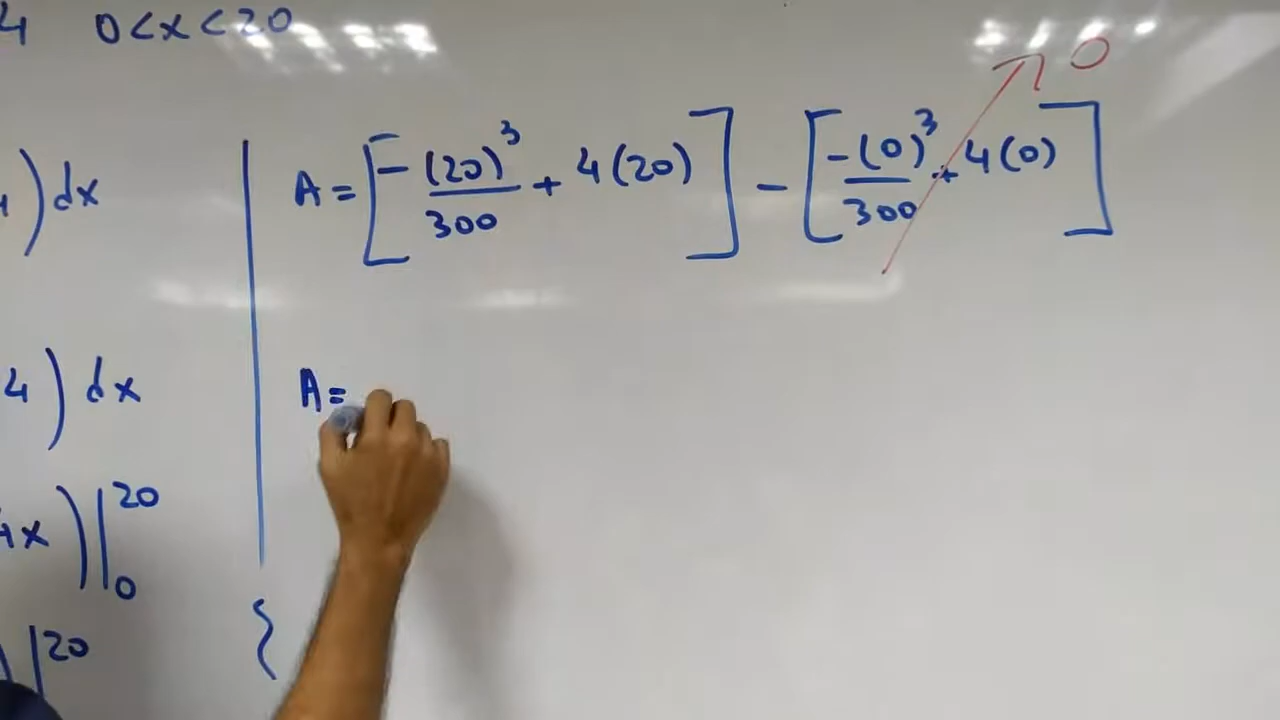 4 0<x<20
) dx
4) dx
4x)|
20
0
|20
0
A = [-(20)³/300 + 4(20)] - [-(0)³/300 + 4(0)]
A =